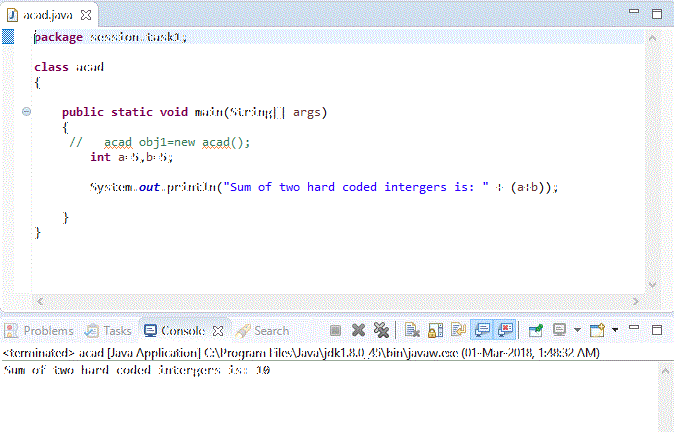 acad.java
package session.task1;
class acad
{
public static void main(String[] args)
{
// acad obj1=new acad();
int a=5,b=5;
System.out.println("Sum of two hard coded intergers is: " + (a+b));
}
}
Problems Tasks Console Search
<terminated> acad [Java Application] C:\Program Files\Java\jdk1.8.0_45\bin\javaw.exe (01-Mar-2018, 1:48:32 AM)
Sum of two hard coded intergers is: 10